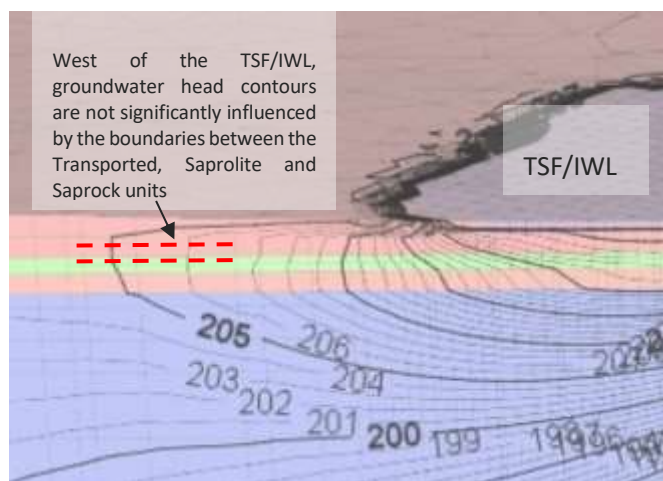 West of the TSF/IWL,
groundwater head contours
are not significantly influenced
by the boundaries between the
Transported, Saprolite and
Saprock units
TSF/IWL
205
206
204
203
202
201
200
199